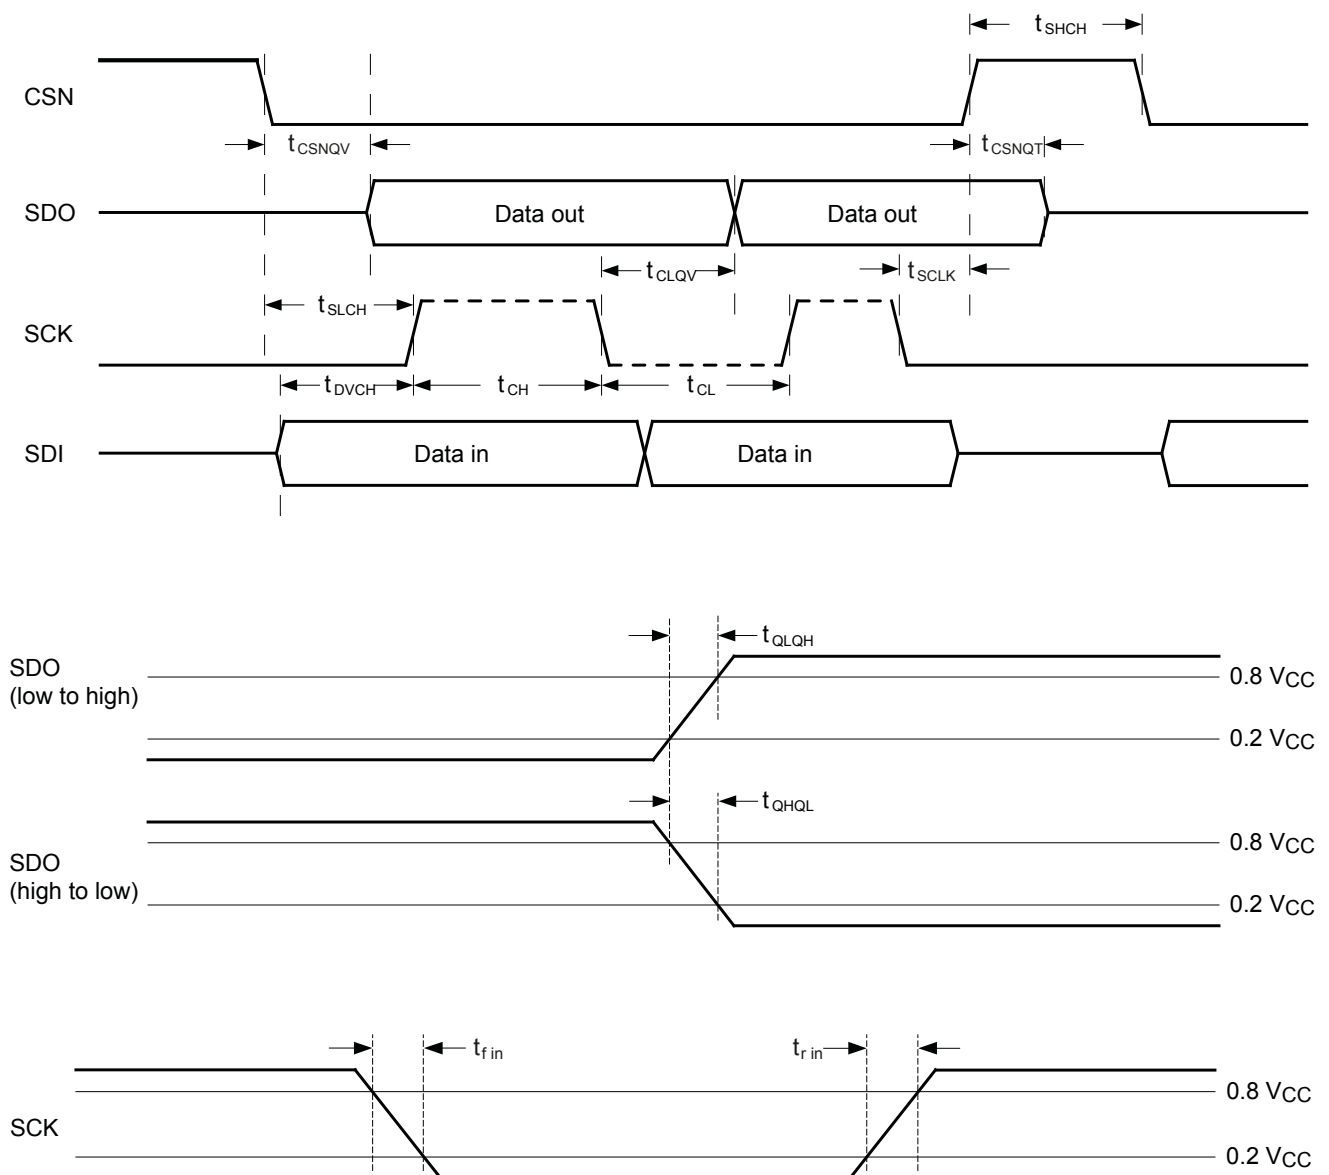 tSHCH
CSN
tCSNQV
tCSNQT
SDO
Data out
Data out
tCLQV
tSCLK
tSLCH
SCK
tDVCH
tCH
tCL
SDI
Data in
Data in
tQLQH
SDO
(low to high)
0.8 VCC
0.2 VCC
tQHQL
SDO
(high to low)
0.8 VCC
0.2 VCC
tf in
tr in
0.8 VCC
SCK
0.2 VCC